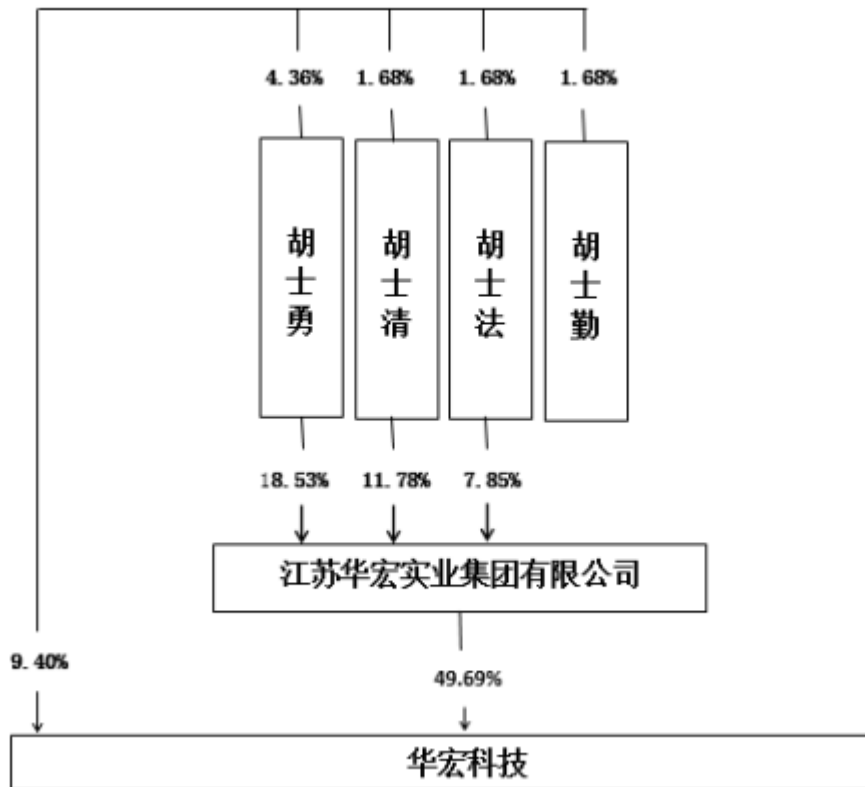 4.36% 1.68% 1.68% 1.68%
胡士勇
胡士清
胡士法
胡士勤
18.53% 11.78% 7.85%
江苏华宏实业集团有限公司
9.40%
49.69%
华宏科技